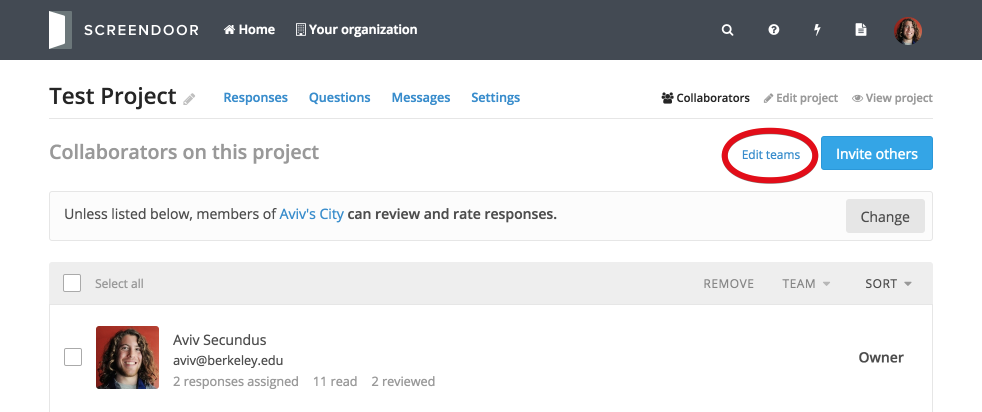 SCREENDOOR Home Your organization
Test Project Responses Questions Messages Settings Collaborators Edit project View project
Collaborators on this project Edit teams Invite others
Unless listed below, members of Aviv's City can review and rate responses. Change
Select all REMOVE TEAM SORT
Aviv Secundus
aviv@berkeley.edu
Owner
2 responses assigned 11 read 2 reviewed